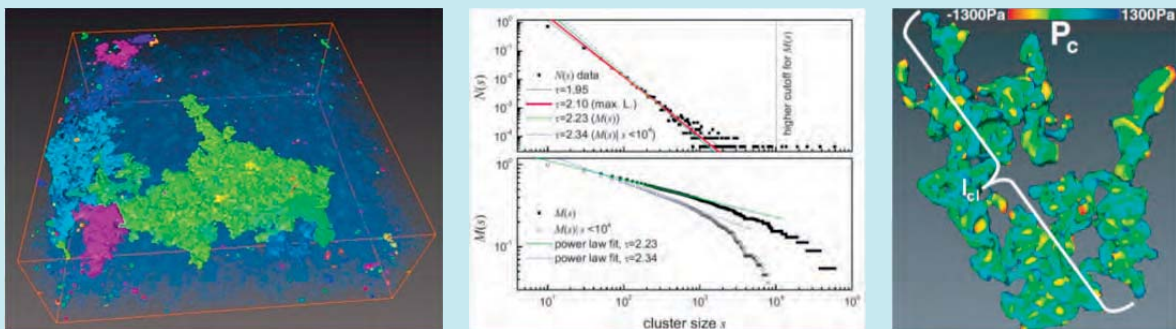 10⁰
10⁻¹
10⁻²
10⁻³
10⁻⁴
N(s)
N(s) data
τ=1.95
τ=2.10 (max. L.)
τ=2.23 (M(s))
τ=2.34 (M(s)| s <10⁴)
higher cutoff for M(s)
10⁰
10⁻¹
M(s)
M(s)
M(s)| s <10⁴
power law fit, τ=2.23
power law fit, τ=2.34
10¹ 10² 10³ 10⁴ 10⁵
cluster size s
-1300Pa 1300Pa
Pc
lcl